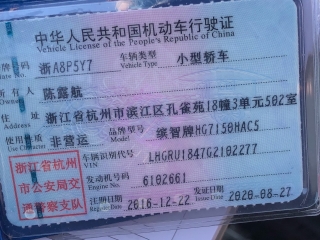 中华人民共和国机动车行驶证
Vehicle License of the People's Republic of China
号牌号码 浙A8P5Y7 车辆类型 小型轿车
Vehicle Type
所有人 陈露航
Owner
住址 浙江省杭州市滨江区孔雀苑18幢3单元502室
使用性质 非营运 品牌型号 缤智牌HG7150HAC5
Model
浙江省杭州市公安局交通警察支队
车辆识别代号 LHGRU1847G2102277
VIN
发动机号码 6102661
Engine No.
注册日期 2016-12-22 发证日期 2020-08-27
Register Date Issue Date